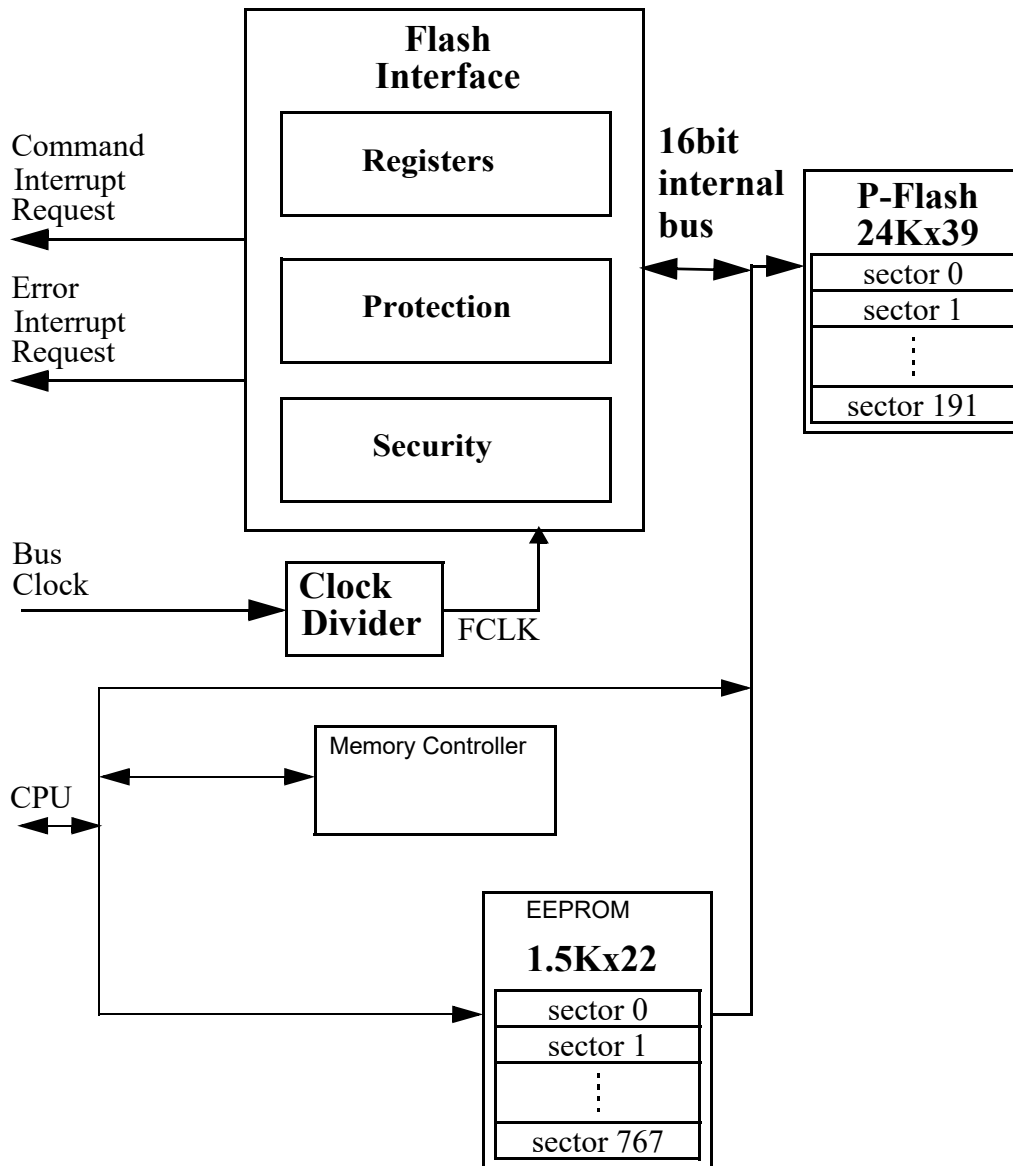 Flash
Interface
Registers
Protection
Security
Command
Interrupt
Request
Error
Interrupt
Request
16bit
internal
bus
P-Flash
24Kx39
sector 0
sector 1
sector 191
Bus
Clock
Clock
Divider
FCLK
Memory Controller
CPU
EEPROM
1.5Kx22
sector 0
sector 1
sector 767